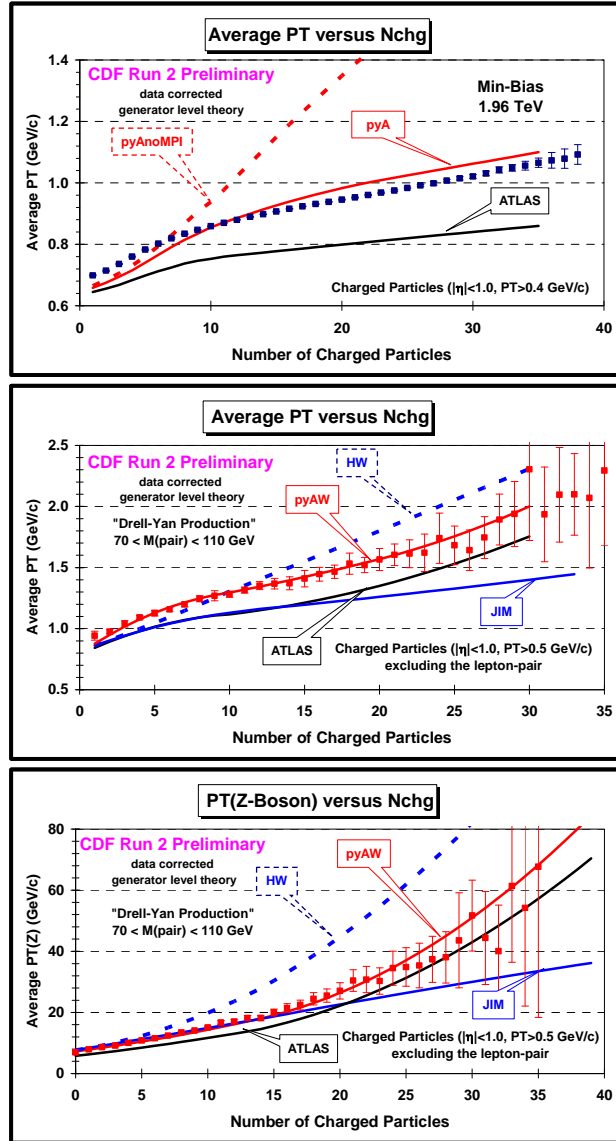 Average PT versus Nchg
CDF Run 2 Preliminary
data corrected
generator level theory
Min-Bias
1.96 TeV
pyAnoMPI
pyA
ATLAS
Charged Particles (|η|<1.0, PT>0.4 GeV/c)
Average PT (GeV/c)
1.4
1.2
1.0
0.8
0.6
0 10 20 30 40
Number of Charged Particles
Average PT versus Nchg
CDF Run 2 Preliminary
data corrected
generator level theory
"Drell-Yan Production"
70 < M(pair) < 110 GeV
HW
pyAW
JIM
ATLAS
Charged Particles (|η|<1.0, PT>0.5 GeV/c)
excluding the lepton-pair
Average PT (GeV/c)
2.5
2.0
1.5
1.0
0.5
0 5 10 15 20 25 30 35
Number of Charged Particles
PT(Z-Boson) versus Nchg
CDF Run 2 Preliminary
data corrected
generator level theory
"Drell-Yan Production"
70 < M(pair) < 110 GeV
HW
pyAW
JIM
ATLAS
Charged Particles (|η|<1.0, PT>0.5 GeV/c)
excluding the lepton-pair
Average PT(Z) (GeV/c)
80
60
40
20
0
0 5 10 15 20 25 30 35 40
Number of Charged Particles